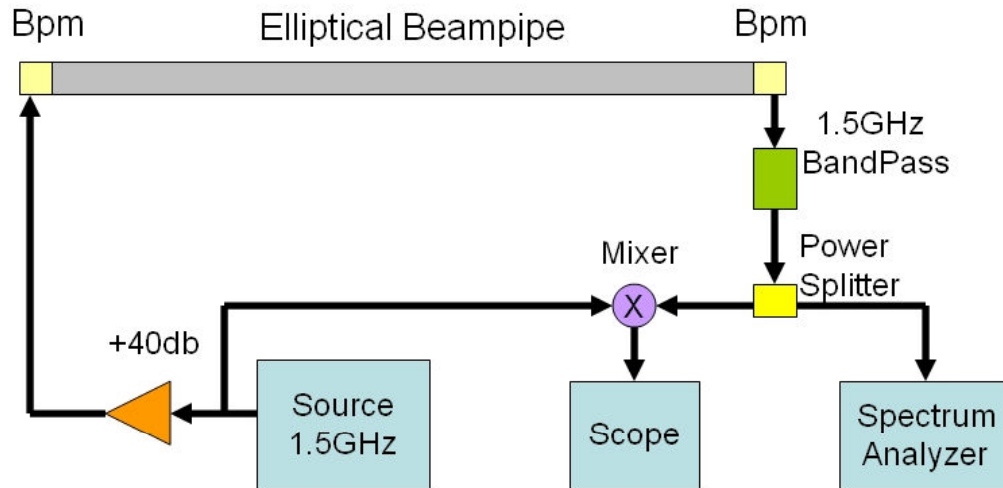 Bpm
Elliptical Beampipe
Bpm
1.5GHz
BandPass
Power
Splitter
Mixer
X
+40db
Source
1.5GHz
Scope
Spectrum
Analyzer